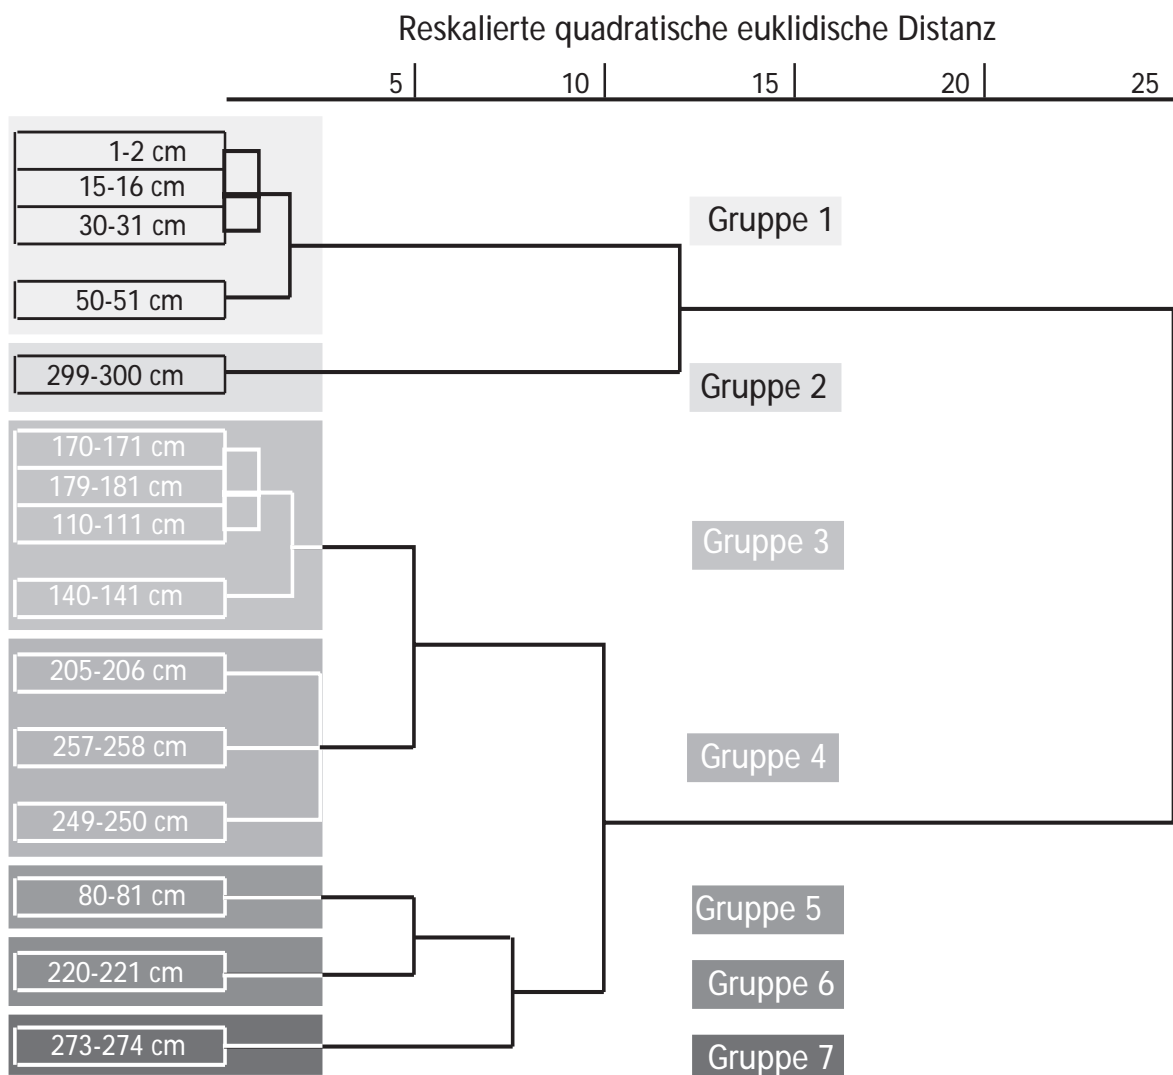 Reskalierte quadratische euklidische Distanz
5 10 15 20 25
1-2 cm
15-16 cm
30-31 cm
Gruppe 1
50-51 cm
299-300 cm
Gruppe 2
170-171 cm
179-181 cm
110-111 cm
Gruppe 3
140-141 cm
205-206 cm
257-258 cm
Gruppe 4
249-250 cm
80-81 cm
Gruppe 5
220-221 cm
Gruppe 6
273-274 cm
Gruppe 7